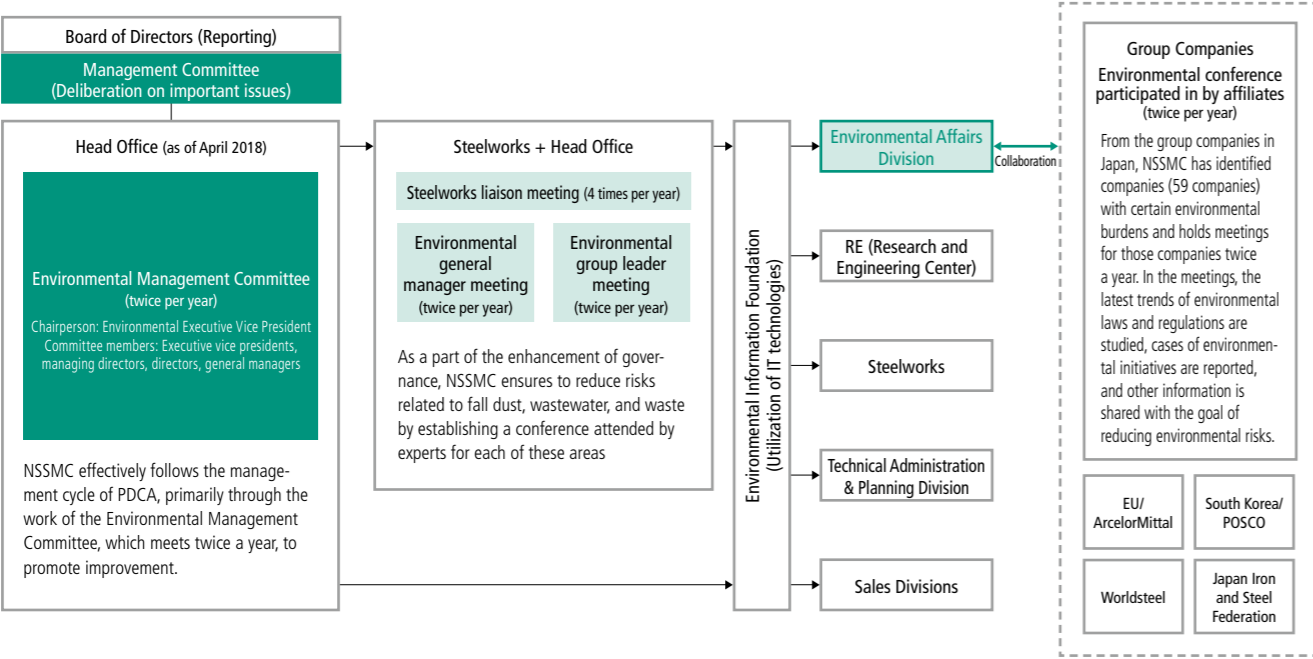 Board of Directors (Reporting)
Management Committee
(Deliberation on important issues)
Head Office (as of April 2018)
Environmental Management Committee
(twice per year)
Chairperson: Environmental Executive Vice President
Committee members: Executive vice presidents,
managing directors, directors, general managers
NSSMC effectively follows the manage-
ment cycle of PDCA, primarily through the
work of the Environmental Management
Committee, which meets twice a year, to
promote improvement.
Steelworks + Head Office
Steelworks liaison meeting (4 times per year)
Environmental
general
manager meeting
(twice per year)
Environmental
group leader
meeting
(twice per year)
As a part of the enhancement of gover-
nance, NSSMC ensures to reduce risks
related to fall dust, wastewater, and waste
by establishing a conference attended by
experts for each of these areas
Environmental Information Foundation
(Utilization of IT technologies)
Environmental Affairs
Division
Collaboration
RE (Research and
Engineering Center)
Steelworks
Technical Administration
& Planning Division
Sales Divisions
Group Companies
Environmental conference
participated in by affiliates
(twice per year)
From the group companies in
Japan, NSSMC has identified
companies (59 companies)
with certain environmental
burdens and holds meetings
for those companies twice
a year. In the meetings, the
latest trends of environmental
laws and regulations are
studied, cases of environmen-
tal initiatives are reported,
and other information is
shared with the goal of
reducing environmental risks.
EU/
ArcelorMittal
South Korea/
POSCO
Worldsteel
Japan Iron
and Steel
Federation